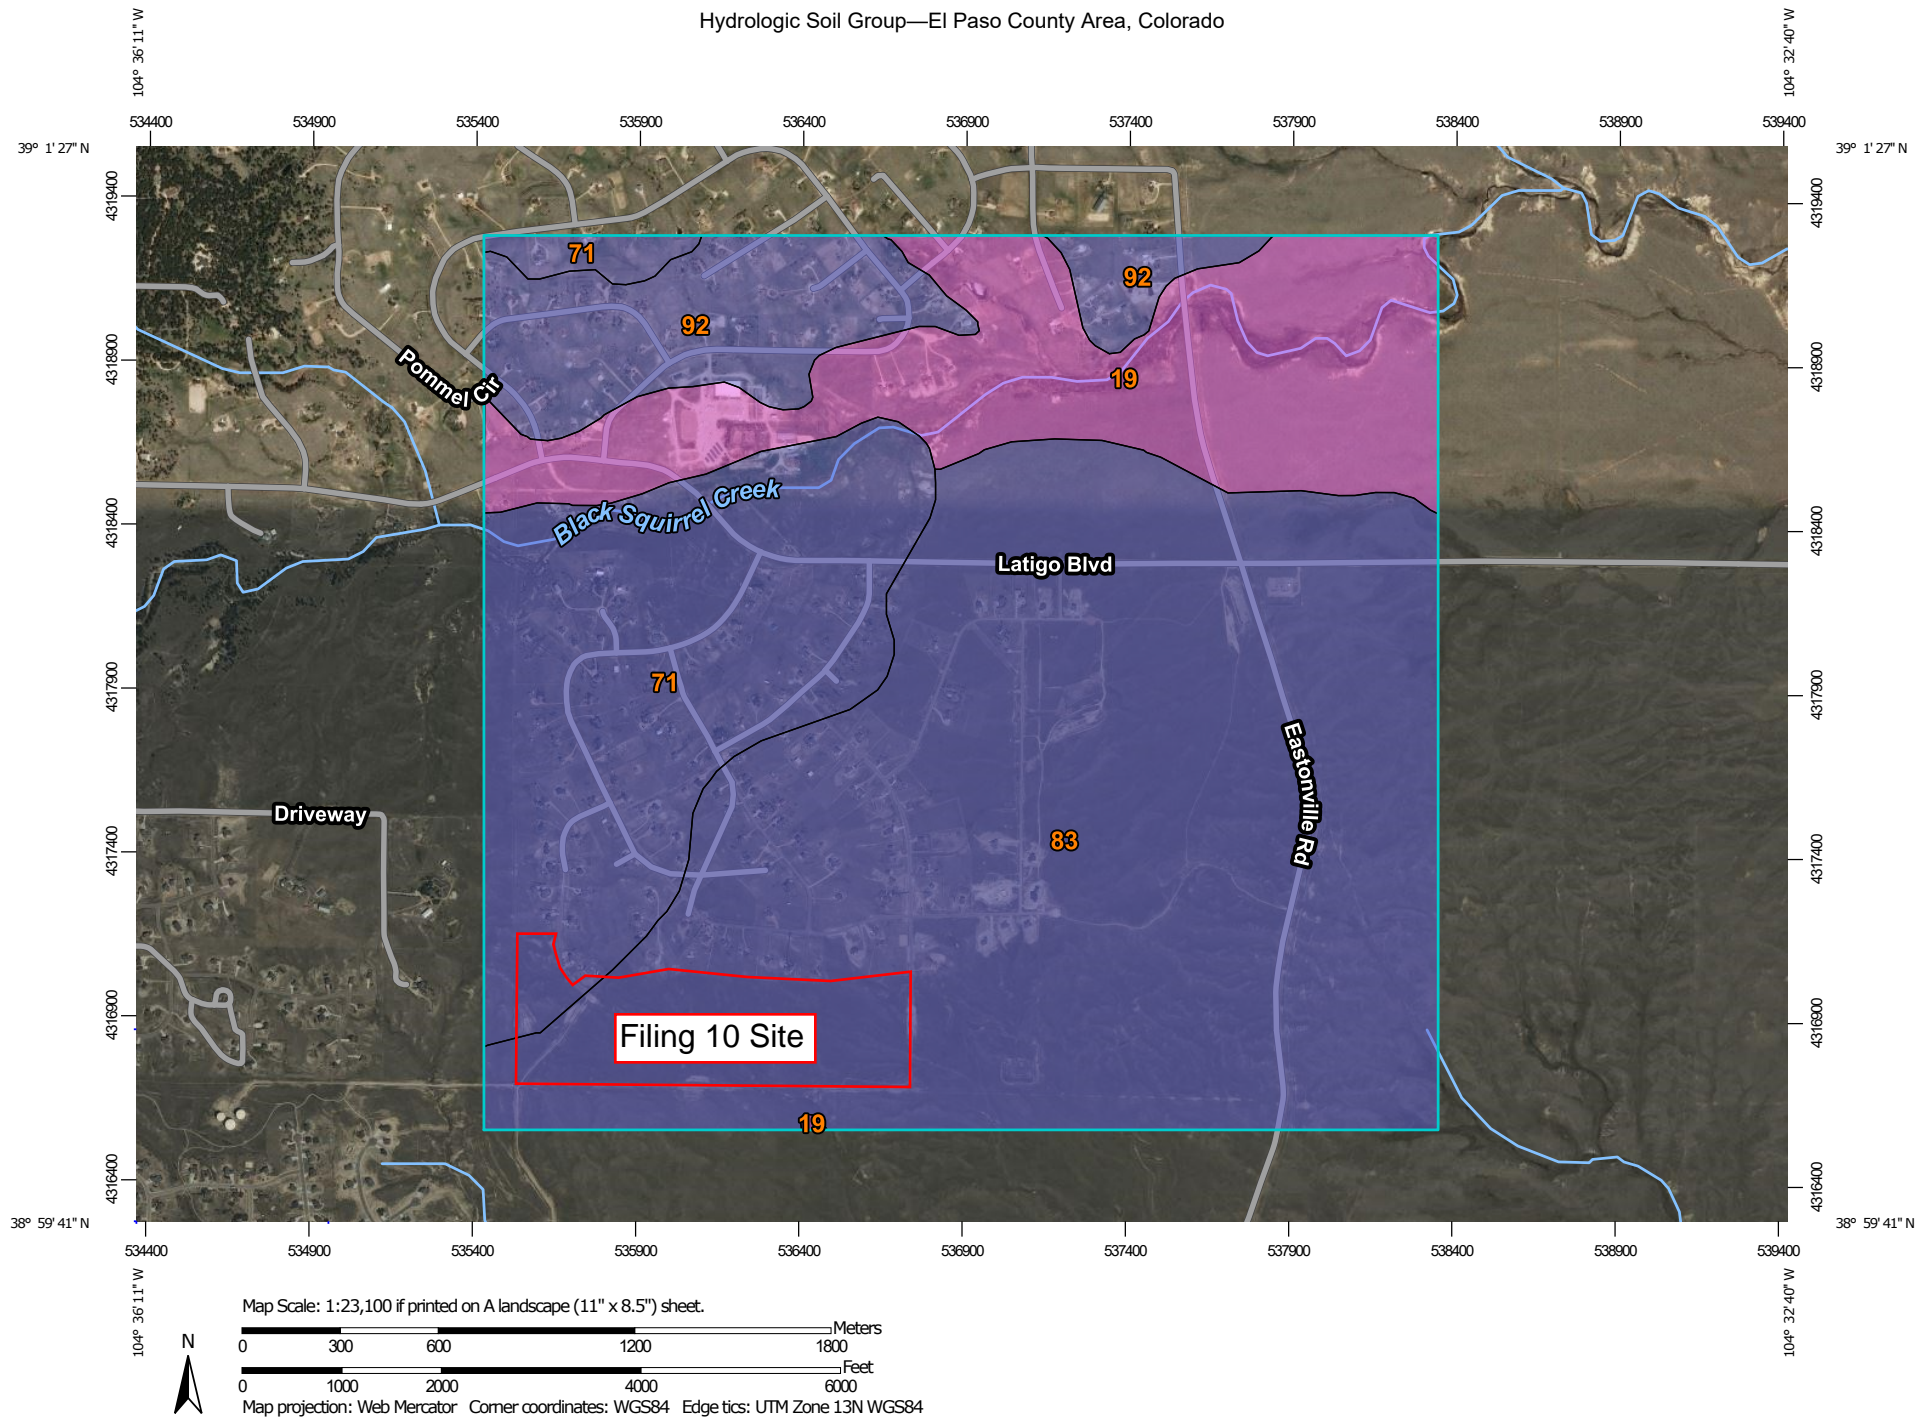 Hydrologic Soil Group—El Paso County Area, Colorado
104° 36' 11" W
104° 32' 40" W
534400 534900 535400 535900 536400 536900 537400 537900 538400 538900 539400
39° 1' 27" N
39° 1' 27" N
4319400
4319400
71
92
92
4318900
4318900
Pommel Cir
19
4318400
4318400
Black Squirrel Creek
Latigo Blvd
4317900
4317900
71
Eastonville Rd
Driveway
83
4317400
4317400
4316900
4316900
Filing 10 Site
19
4316400
4316400
38° 59' 41" N
38° 59' 41" N
534400 534900 535400 535900 536400 536900 537400 537900 538400 538900 539400
104° 36' 11" W
104° 32' 40" W
Map Scale: 1:23,100 if printed on A landscape (11" x 8.5") sheet.
Meters
0 300 600 1200 1800
N
Feet
0 1000 2000 4000 6000
Map projection: Web Mercator Corner coordinates: WGS84 Edge tics: UTM Zone 13N WGS84